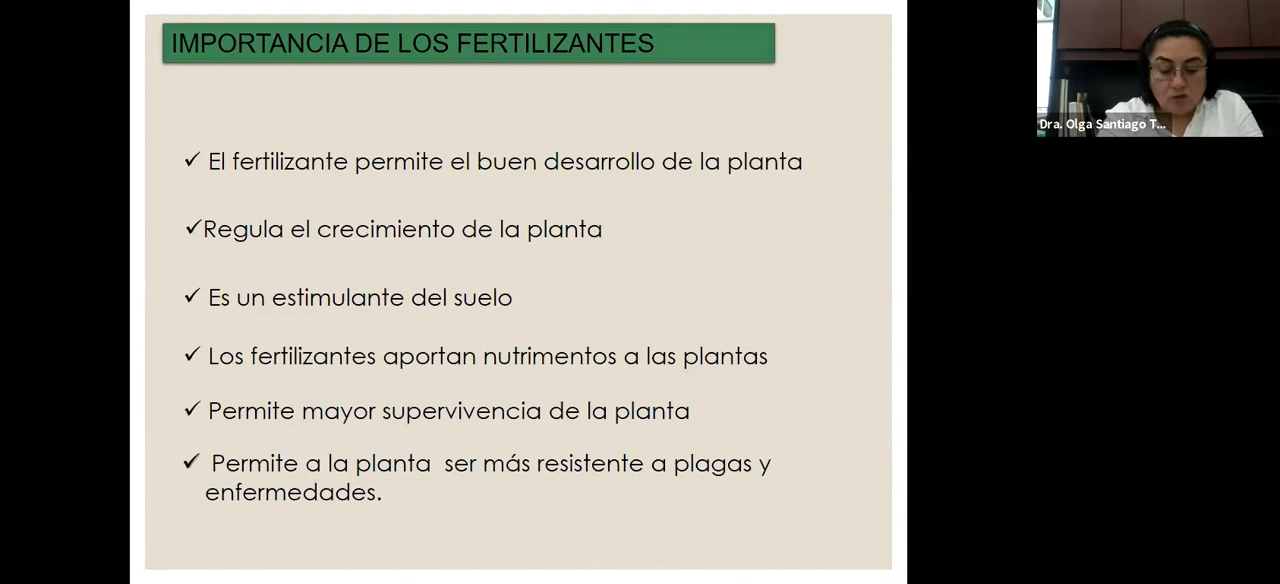 IMPORTANCIA DE LOS FERTILIZANTES
✓ El fertilizante permite el buen desarrollo de la planta
✓Regula el crecimiento de la planta
✓ Es un estimulante del suelo
✓ Los fertilizantes aportan nutrimentos a las plantas
✓ Permite mayor supervivencia de la planta
✓ Permite a la planta ser más resistente a plagas y
enfermedades.
Dra. Olga Santiago T...